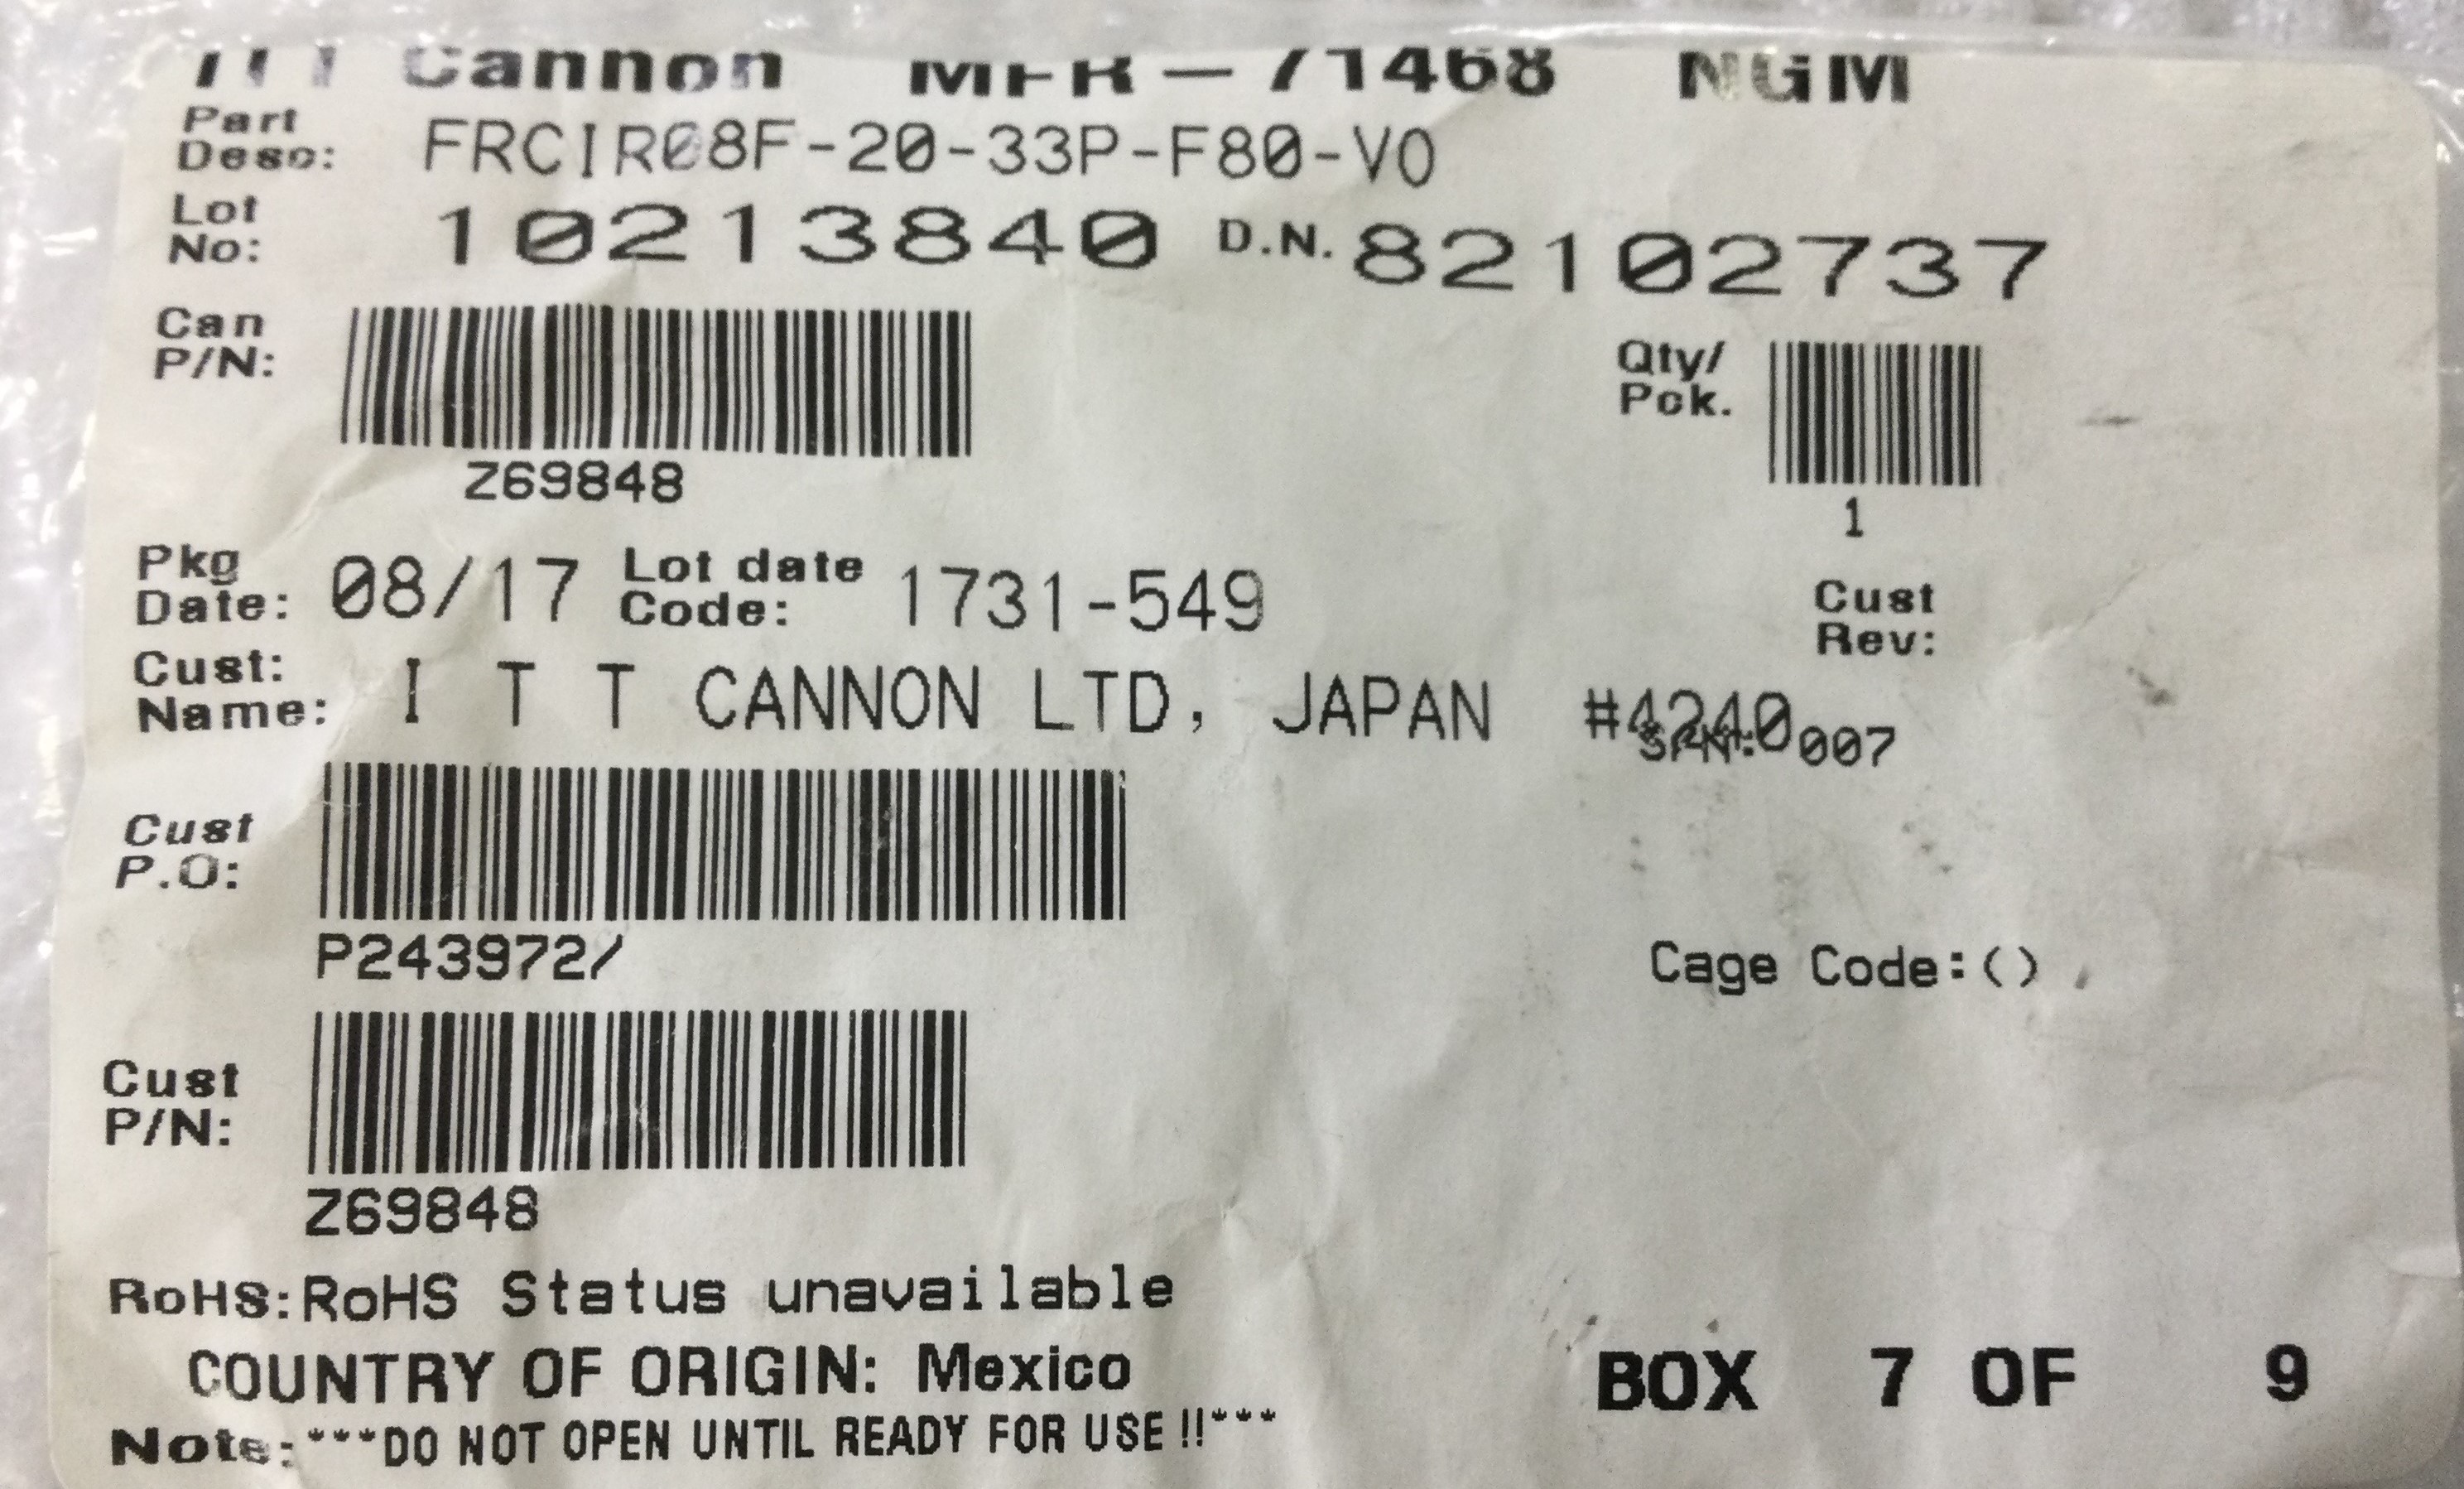 ITT Cannon MFR - 71468 NGM
Part Desc: FRCIR08F-20-33P-F80-V0
Lot No: 10213840 D.N. 82102737
Can P/N:
Z69848
Qty/ Pck.
1
Pkg Date: 08/17 Lot date Code: 1731-549
Cust Rev:
Cust: Name: I T T CANNON LTD, JAPAN #4240 007
Cust P.O:
P243972/
Cage Code:()
Cust P/N:
Z69848
RoHS:RoHS Status unavailable
COUNTRY OF ORIGIN: Mexico
BOX 7 OF 9
Note:***DO NOT OPEN UNTIL READY FOR USE !!***